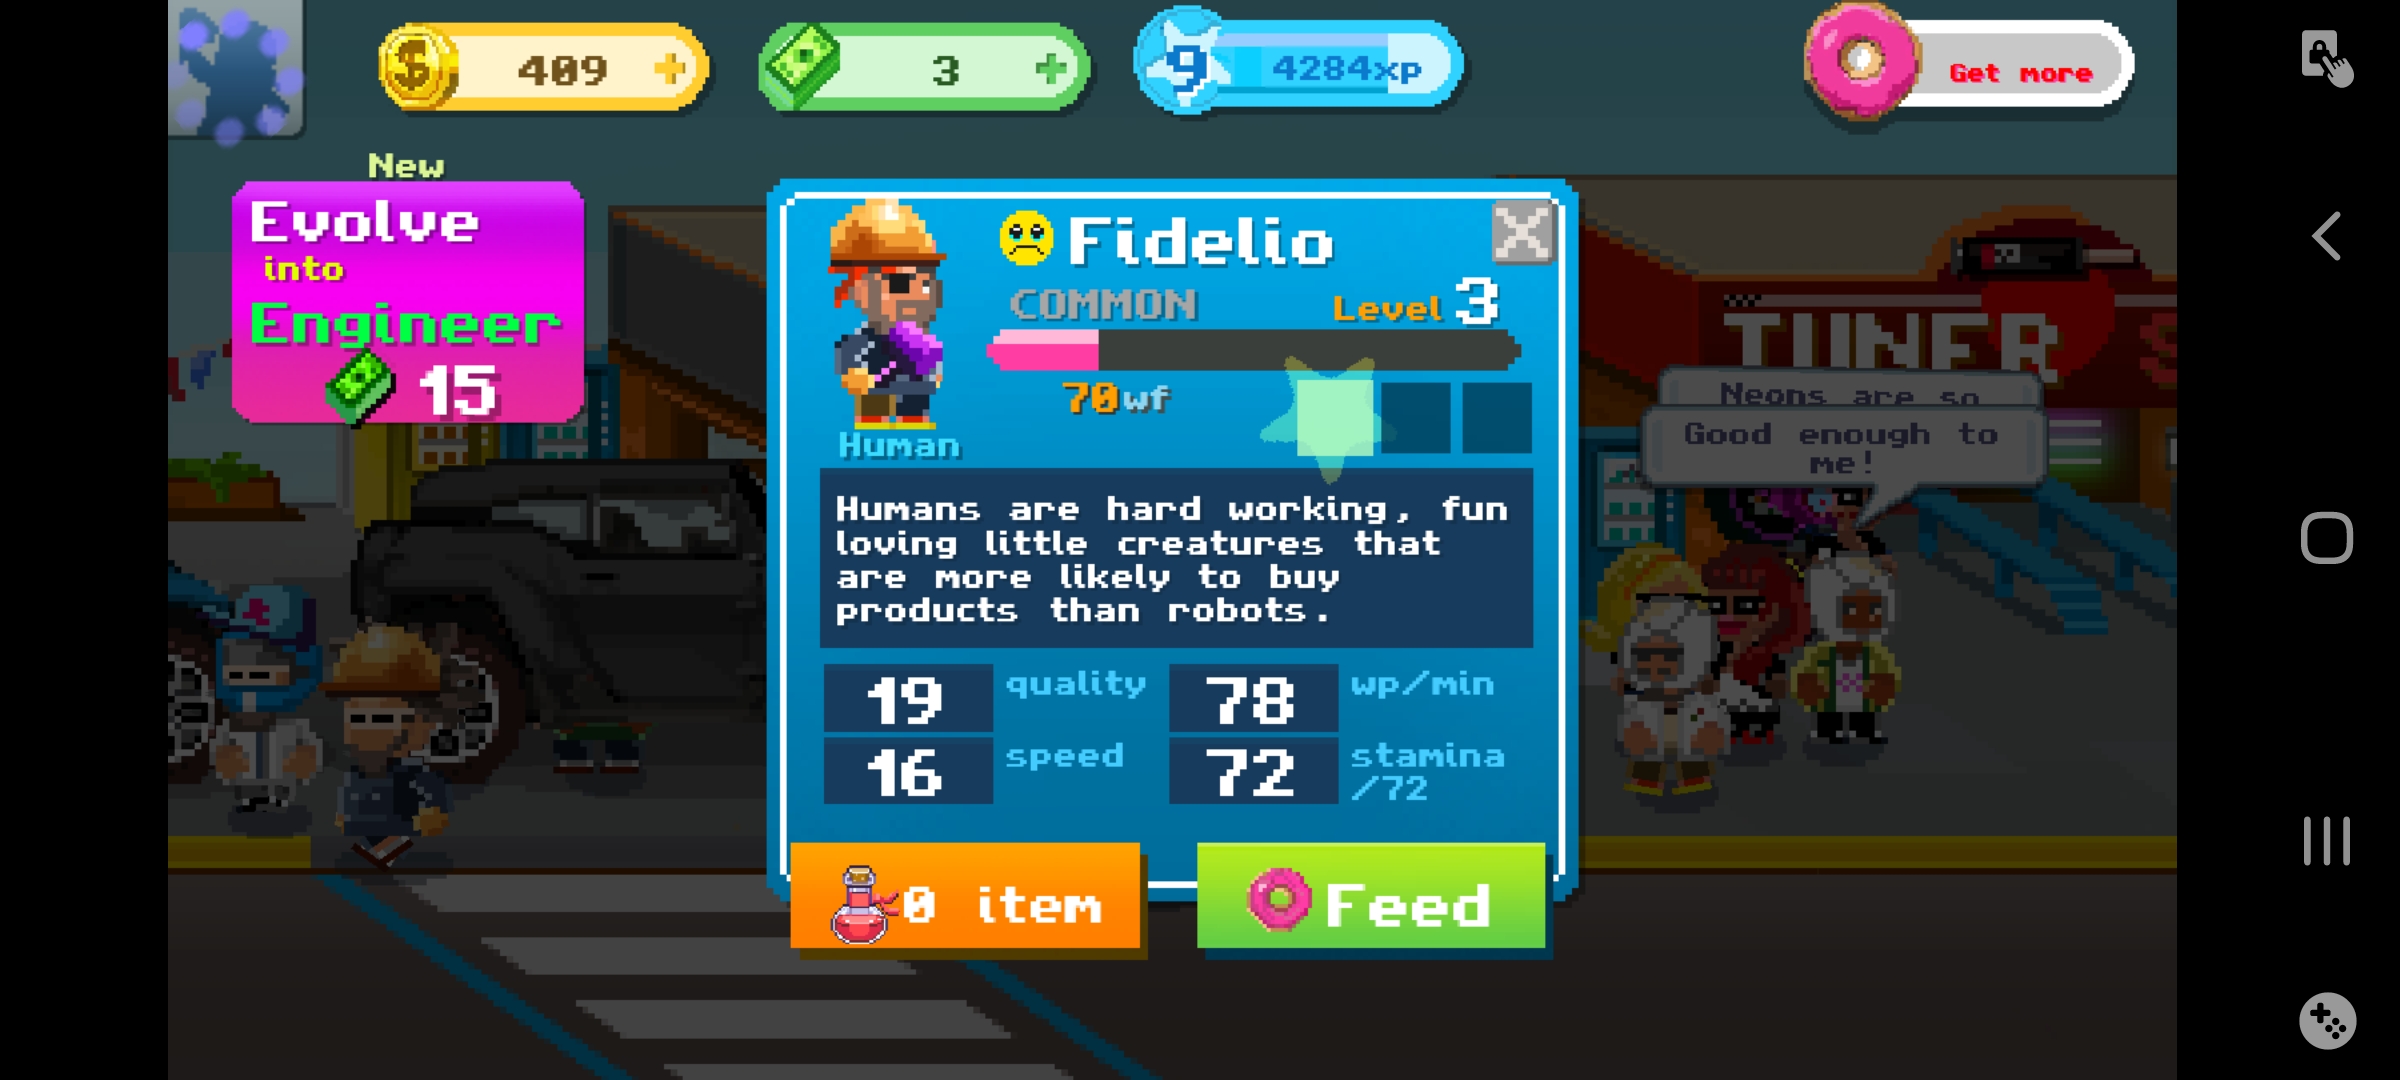 409
3
9
4284xp
Get more
New
Evolve
into
Engineer
15
Fidelio
COMMON
Level 3
70wf
Human
Humans are hard working, fun
loving little creatures that
are more likely to buy
products than robots.
19 quality
78 wp/min
16 speed
72 stamina
/72
0 item
Feed
TUNER
Neons are so
Good enough to
me!